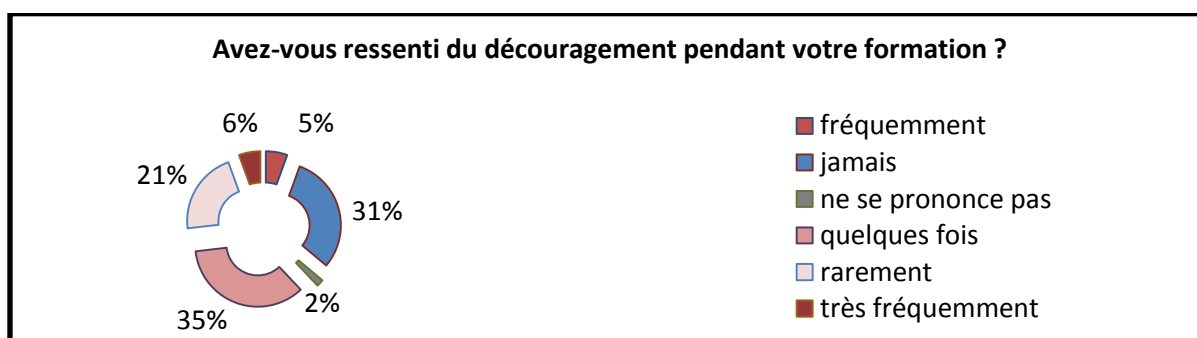 Avez-vous ressenti du découragement pendant votre formation ?
6%
5%
21%
31%
35%
2%
fréquemment
jamais
ne se prononce pas
quelques fois
rarement
très fréquemment